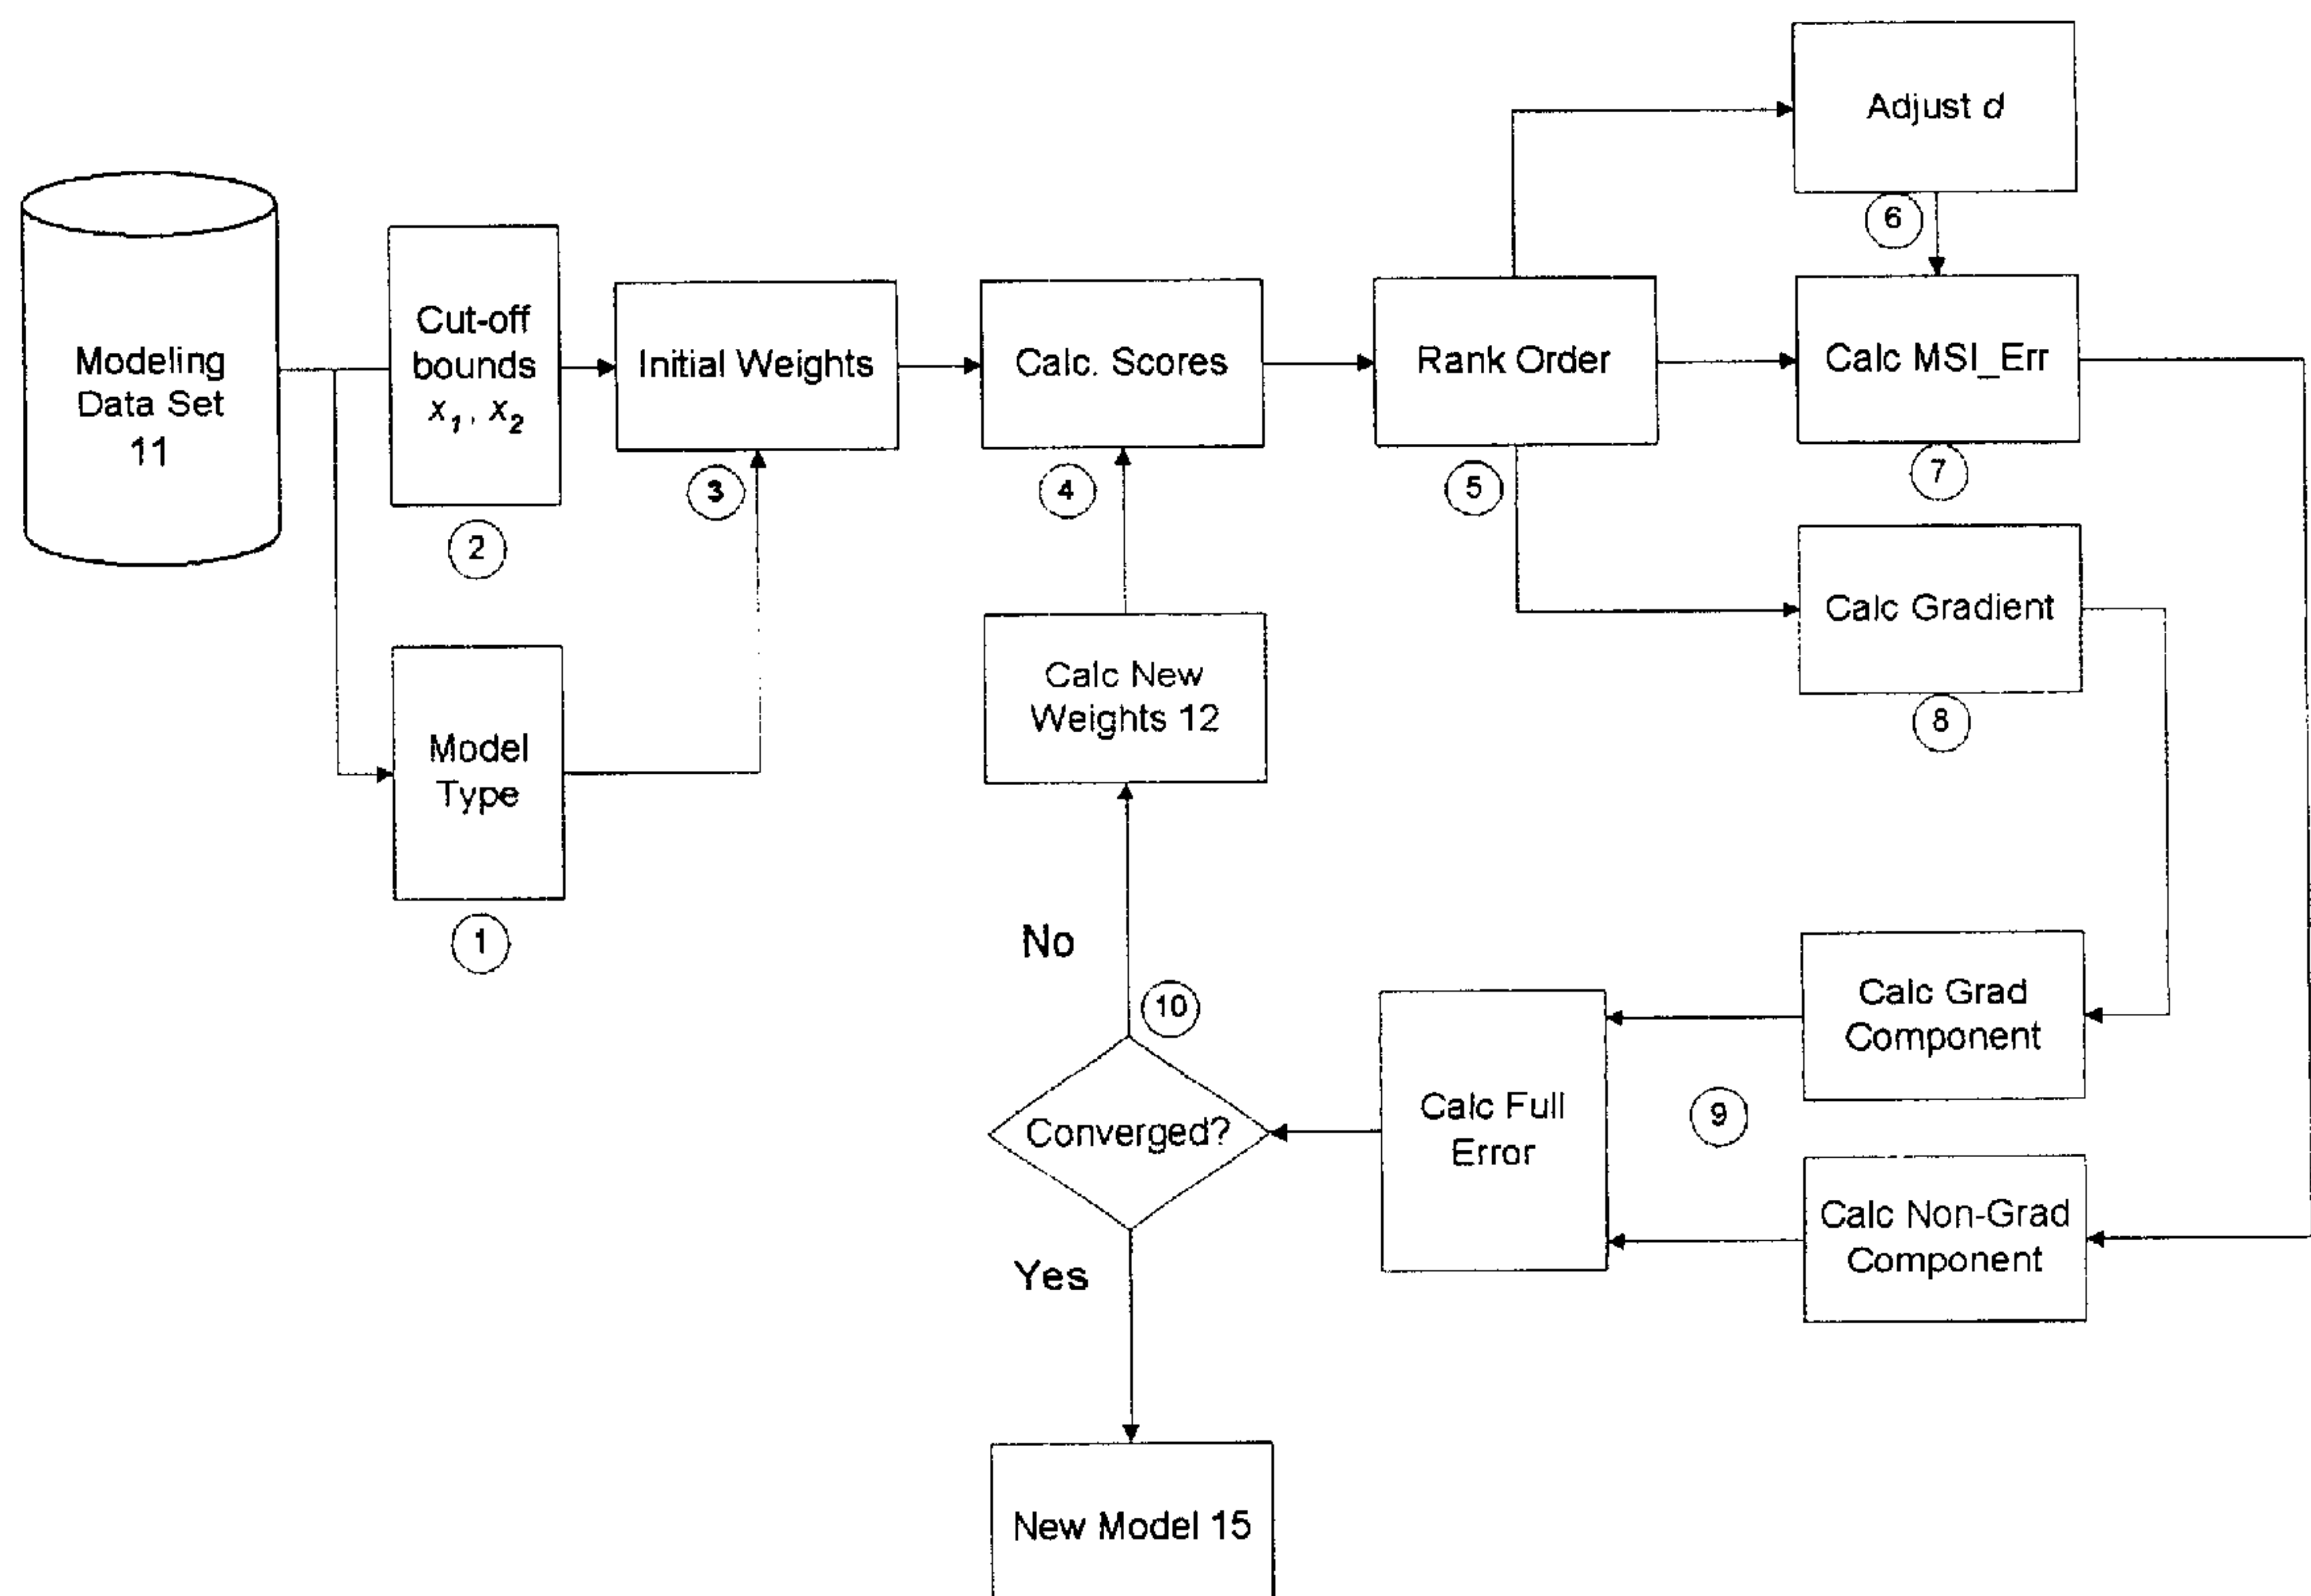 Adjust d
6
Modeling
Data Set
11
Cut-off
bounds
x1, x2
2
Initial Weights
3
Calc. Scores
4
Rank Order
5
Calc MSI_Err
7
Calc Gradient
8
Model
Type
1
Calc New
Weights 12
No
10
Converged?
Yes
Calc Full
Error
9
Calc Grad
Component
Calc Non-Grad
Component
New Model 15